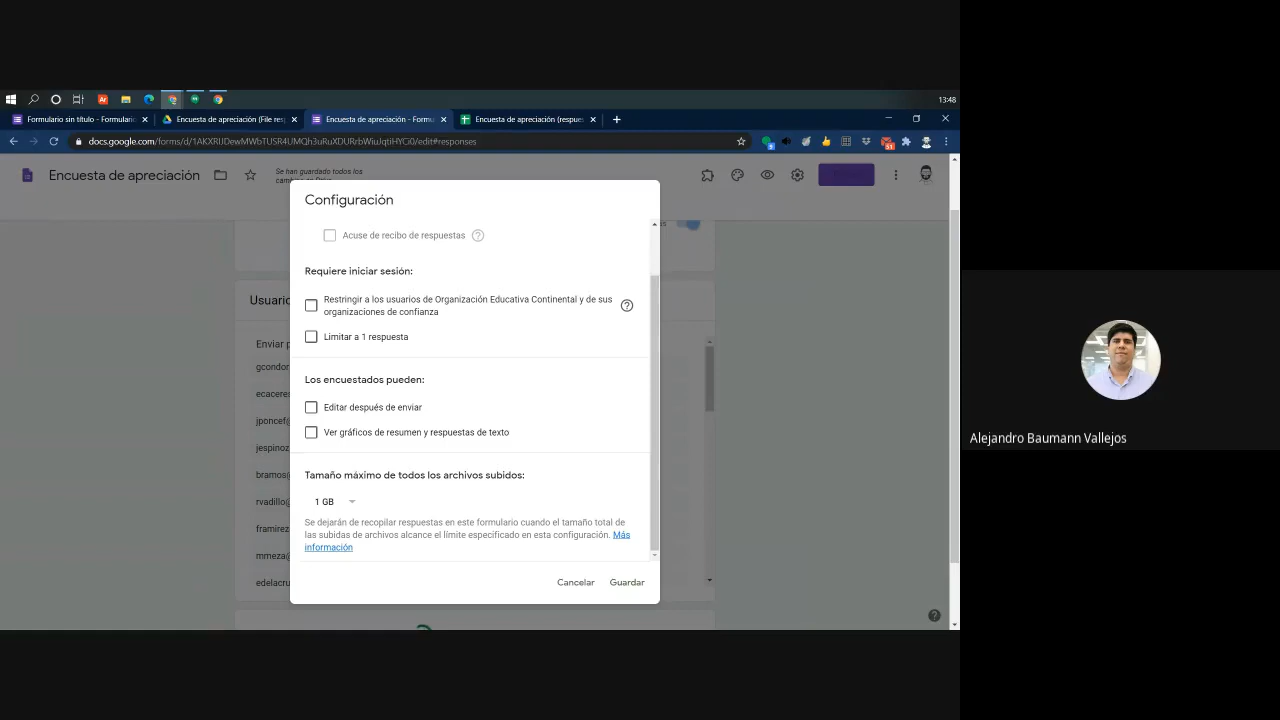 13:48
Formulario sin título - Formulario
Encuesta de apreciación (File res
Encuesta de apreciación - Formu
Encuesta de apreciación (respues
docs.google.com/forms/d/1AKXRIJDewMWbTUSR4UMQh3uRuXDURrbWiuJqtiHYCi0/edit#responses
Encuesta de apreciación
Se han guardado todos los
Configuración
Acuse de recibo de respuestas
Requiere iniciar sesión:
Restringir a los usuarios de Organización Educativa Continental y de sus
organizaciones de confianza
Limitar a 1 respuesta
Los encuestados pueden:
Editar después de enviar
Ver gráficos de resumen y respuestas de texto
Tamaño máximo de todos los archivos subidos:
1 GB
Se dejarán de recopilar respuestas en este formulario cuando el tamaño total de
las subidas de archivos alcance el límite especificado en esta configuración. Más
información
Cancelar
Guardar
Usuario
Enviar p
gcondor
ecaceres
jponcef@
jespinoz
bramos@
rvadillo@
framirez
mmeza@
edelacru
Alejandro Baumann Vallejos